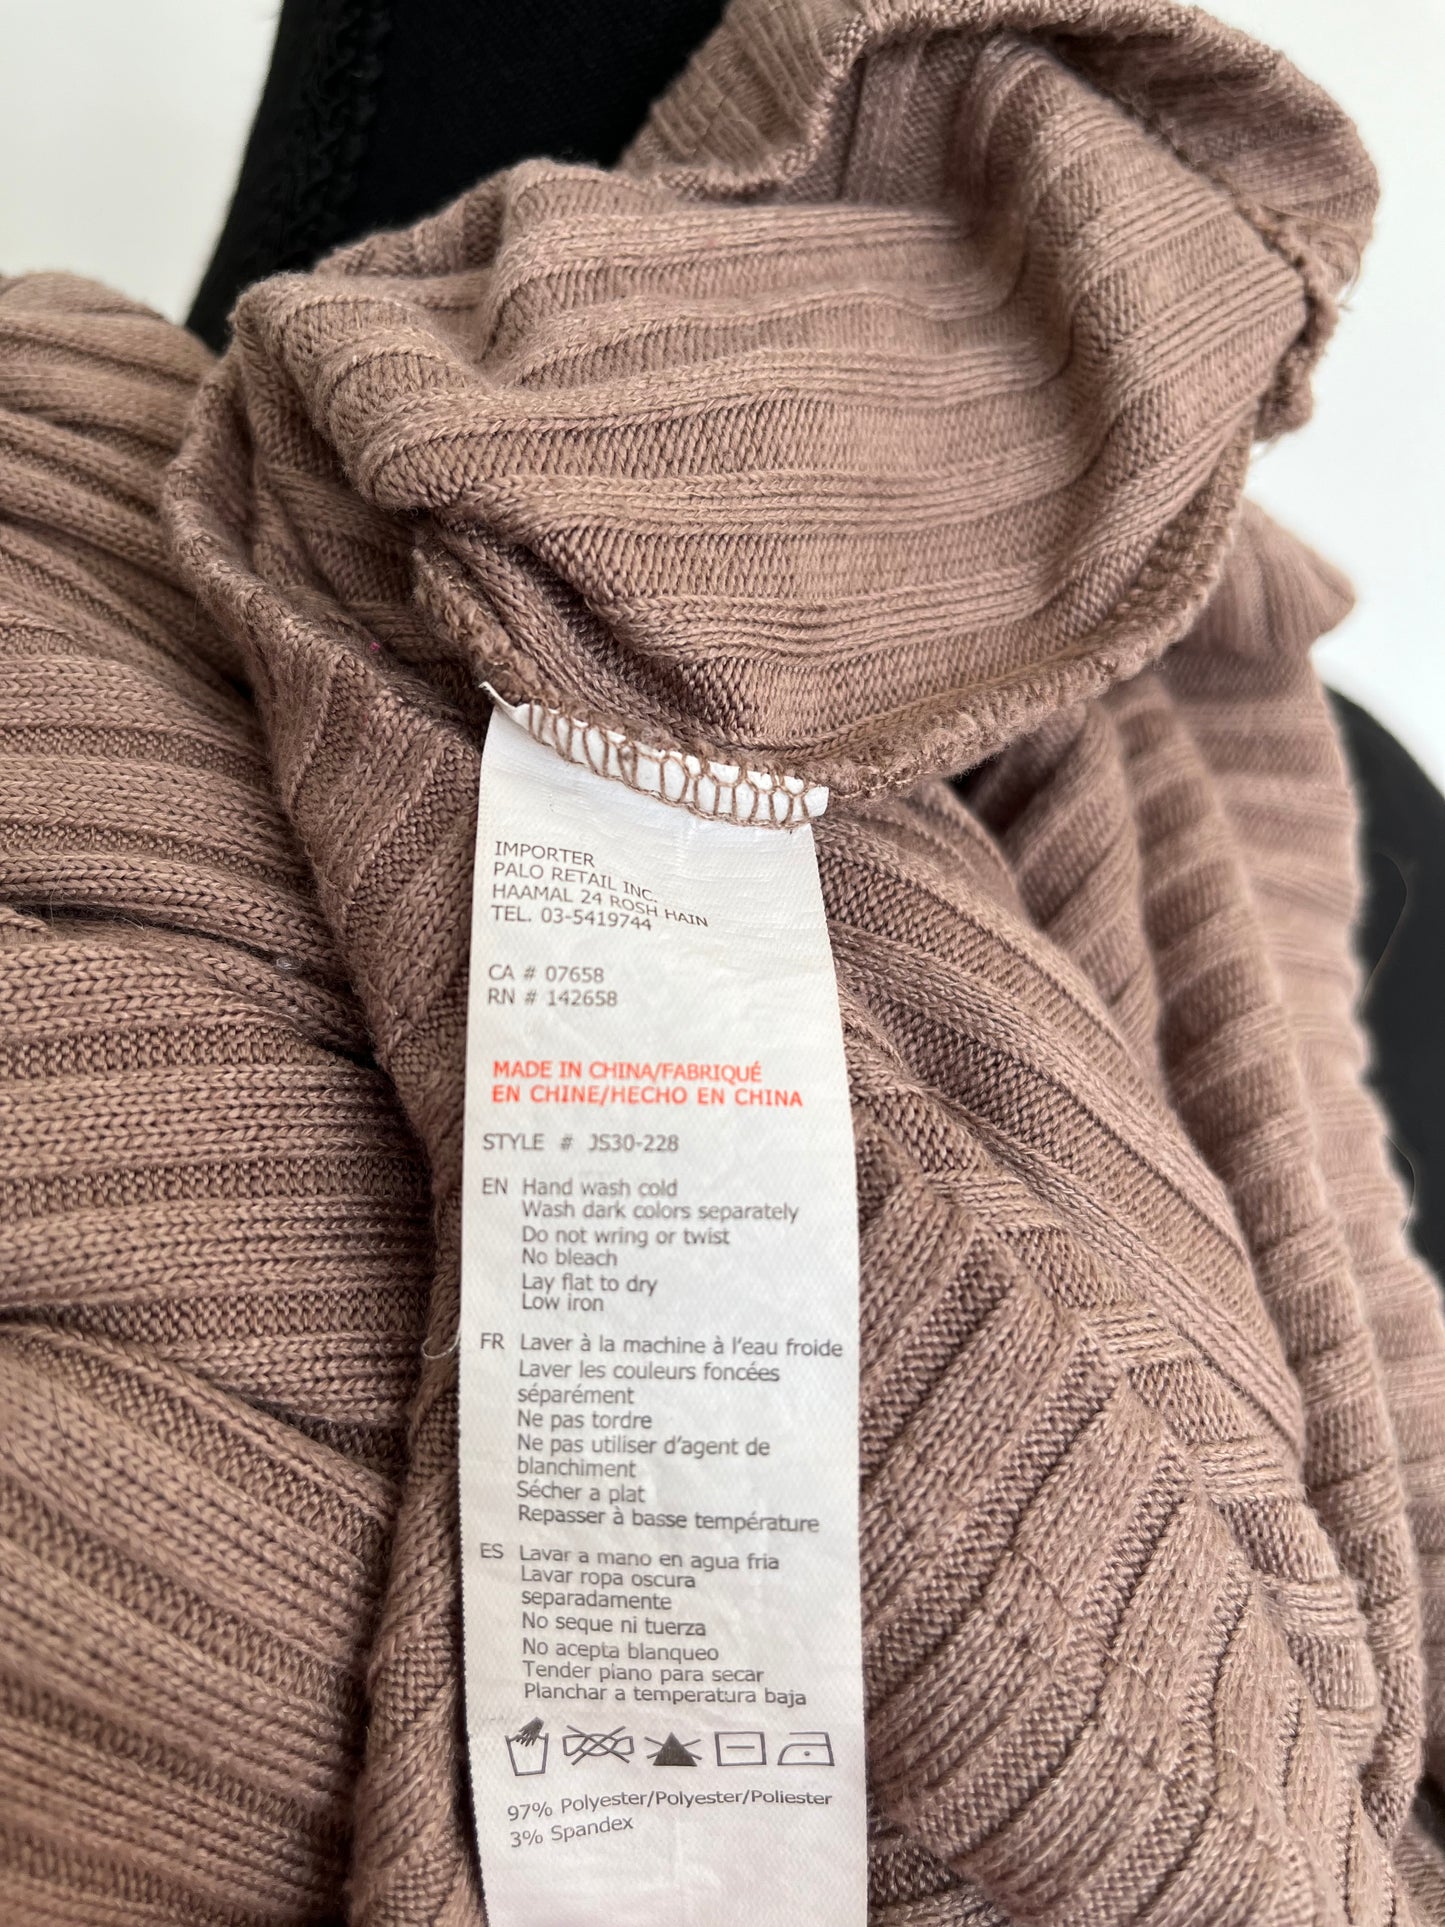 IMPORTER
PALO RETAIL INC.
HAAMAL 24 ROSH HAIN
TEL. 03-5419744
CA # 07658
RN # 142658
MADE IN CHINA/FABRIQUÉ
EN CHINE/HECHO EN CHINA
STYLE # JS30-228
EN Hand wash cold
Wash dark colors separately
Do not wring or twist
No bleach
Lay flat to dry
Low iron
FR Laver à la machine à l'eau froide
Laver les couleurs foncées
séparément
Ne pas tordre
Ne pas utiliser d'agent de
blanchiment
Sécher a plat
Repasser à basse température
ES Lavar a mano en agua fria
Lavar ropa oscura
separadamente
No seque ni tuerza
No acepta blanqueo
Tender plano para secar
Planchar a temperatura baja
97% Polyester/Polyester/Poliester
3% Spandex